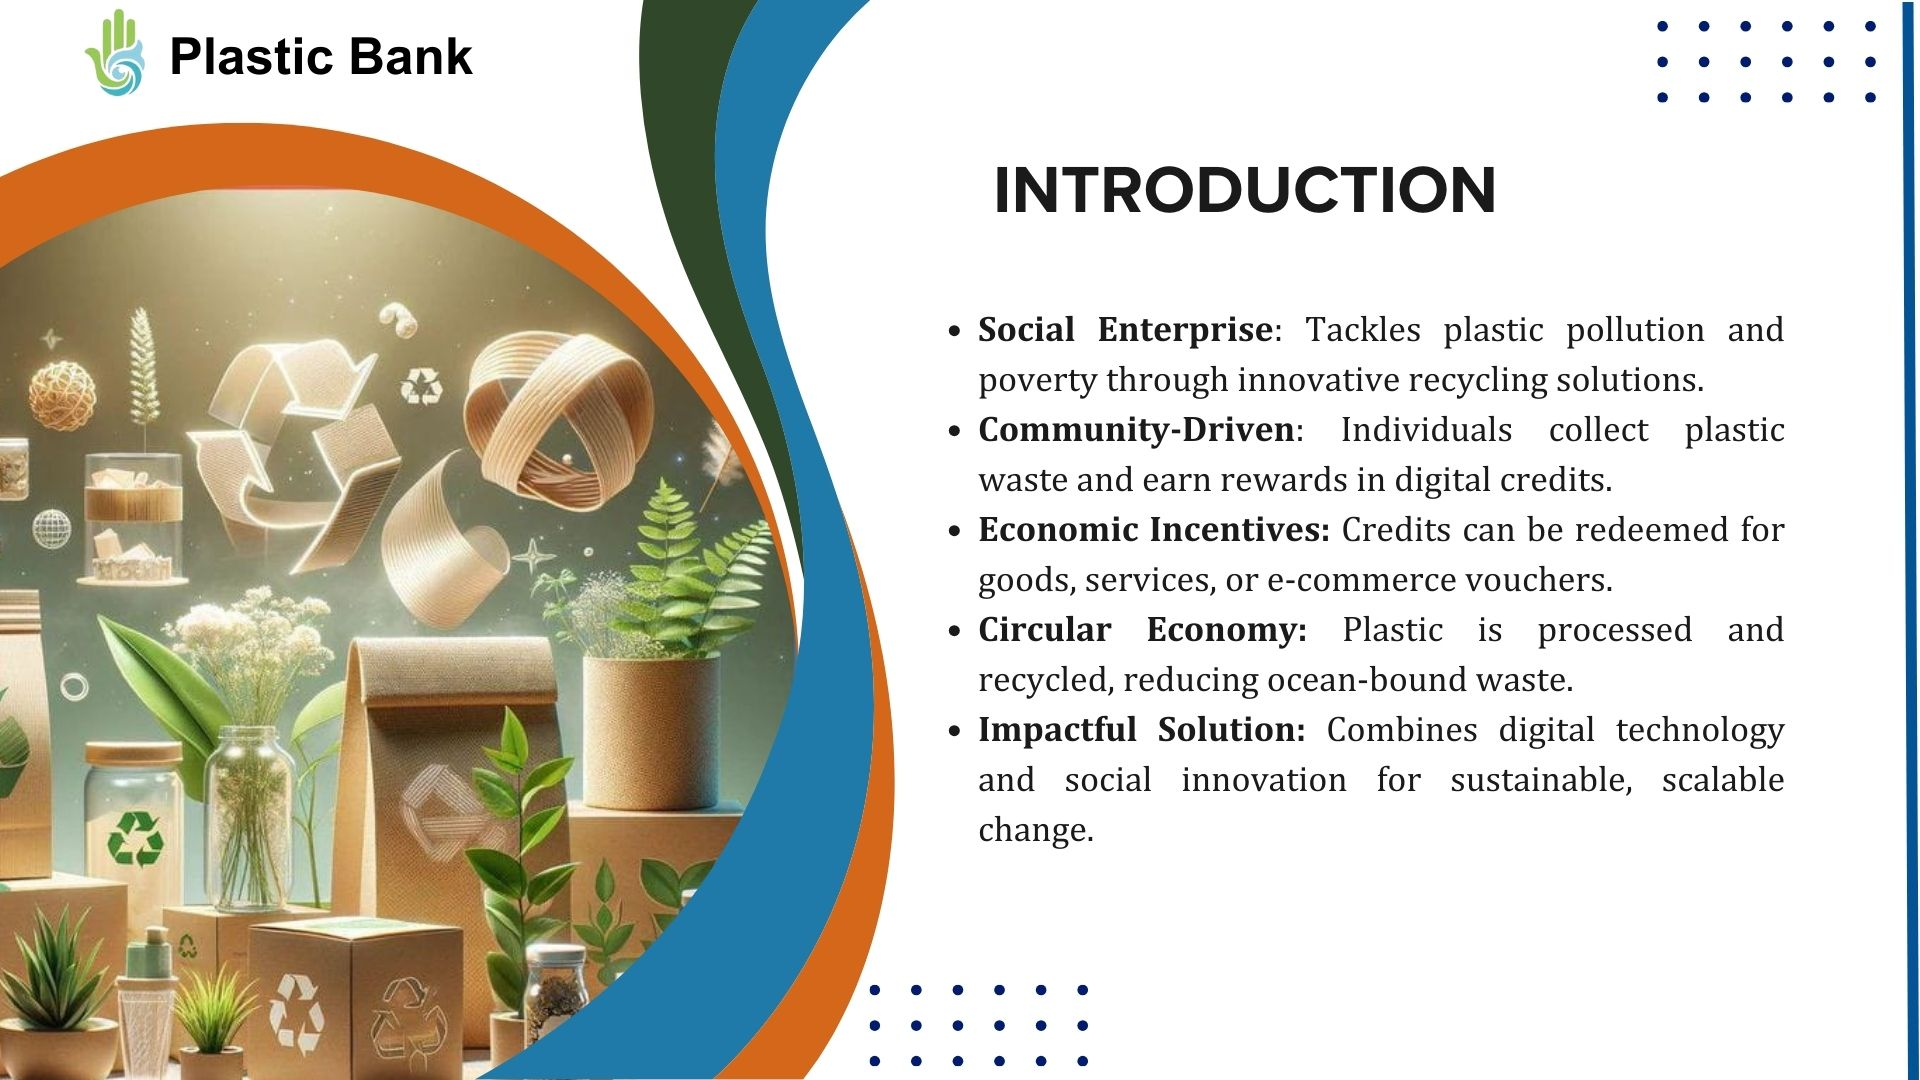 Plastic Bank
INTRODUCTION
• Social Enterprise: Tackles plastic pollution and
poverty through innovative recycling solutions.
• Community-Driven: Individuals collect plastic
waste and earn rewards in digital credits.
• Economic Incentives: Credits can be redeemed for
goods, services, or e-commerce vouchers.
• Circular Economy: Plastic is processed and
recycled, reducing ocean-bound waste.
• Impactful Solution: Combines digital technology
and social innovation for sustainable, scalable
change.